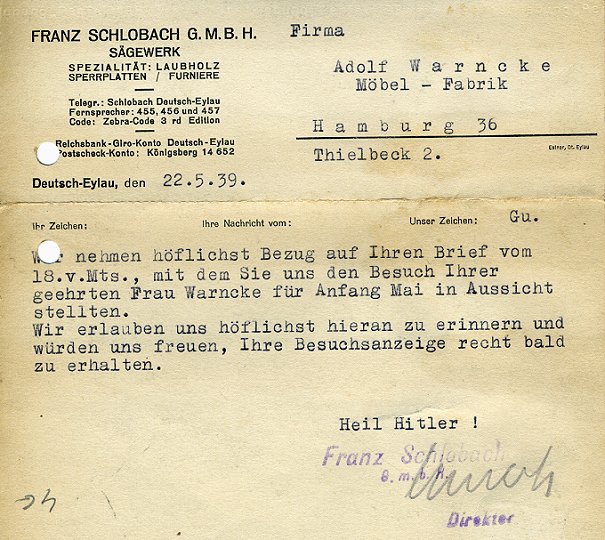 FRANZ SCHLOBACH G.M.B.H.
SÄGEWERK
SPEZIALITÄT: LAUBHOLZ
SPERRPLATTEN / FURNIERE
Telegr.: Schlobach Deutsch-Eylau
Fernsprecher: 455, 456 und 457
Code: Zebra-Code 3 rd Edition
Reichsbank-Giro-Konto Deutsch-Eylau
Postscheck-Konto: Königsberg 14 652
Deutsch-Eylau, den 22.5.39.
Firma
Adolf Warncke
Möbel - Fabrik
Hamburg 36
Thielbeck 2.
Dt. Eylau
Ihr Zeichen: Ihre Nachricht vom: Unser Zeichen: Gu.
Wir nehmen höflichst Bezug auf Ihren Brief vom
18.v.Mts., mit dem Sie uns den Besuch Ihrer
geehrten Frau Warncke für Anfang Mai in Aussicht
stellten.
Wir erlauben uns höflichst hieran zu erinnern und
würden uns freuen, Ihre Besuchsanzeige recht bald
zu erhalten.
Heil Hitler !
Franz Schlobach
G.m.b.H.
Direktor